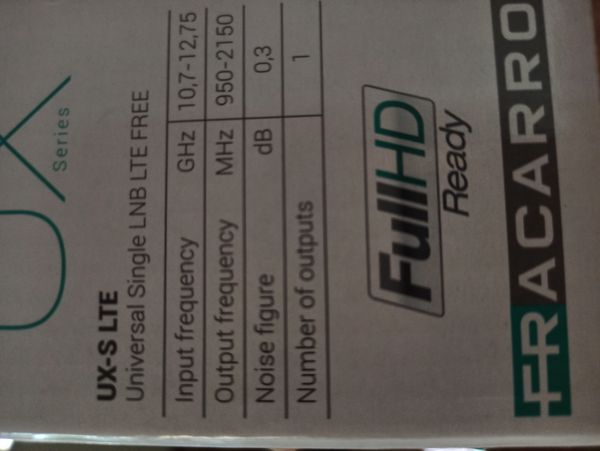 UX
Series
UX-S LTE
Universal Single LNB LTE FREE
Input frequency GHz 10,7-12,75
Output frequency MHz 950-2150
Noise figure dB 0,3
Number of outputs 1
FullHD
Ready
FRACARRO